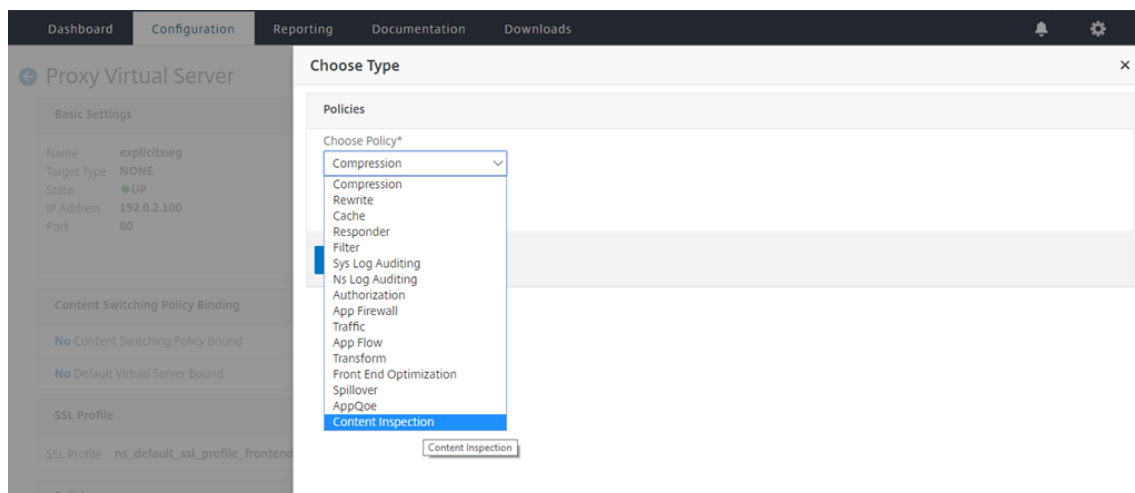 Dashboard Configuration Reporting Documentation Downloads
Proxy Virtual Server
Basic Settings
Name explicitswg
Target Type NONE
State UP
IP Address 192.0.2.100
Port 80
Content Switching Policy Binding
No Content Switching Policy Bound
No Default Virtual Server Bound
SSL Profile
SSL Profile ns_default_ssl_profile_frontend
Choose Type
Policies
Choose Policy*
Compression
Compression
Rewrite
Cache
Responder
Filter
Sys Log Auditing
Ns Log Auditing
Authorization
App Firewall
Traffic
App Flow
Transform
Front End Optimization
Spillover
AppQoe
Content Inspection
Content Inspection